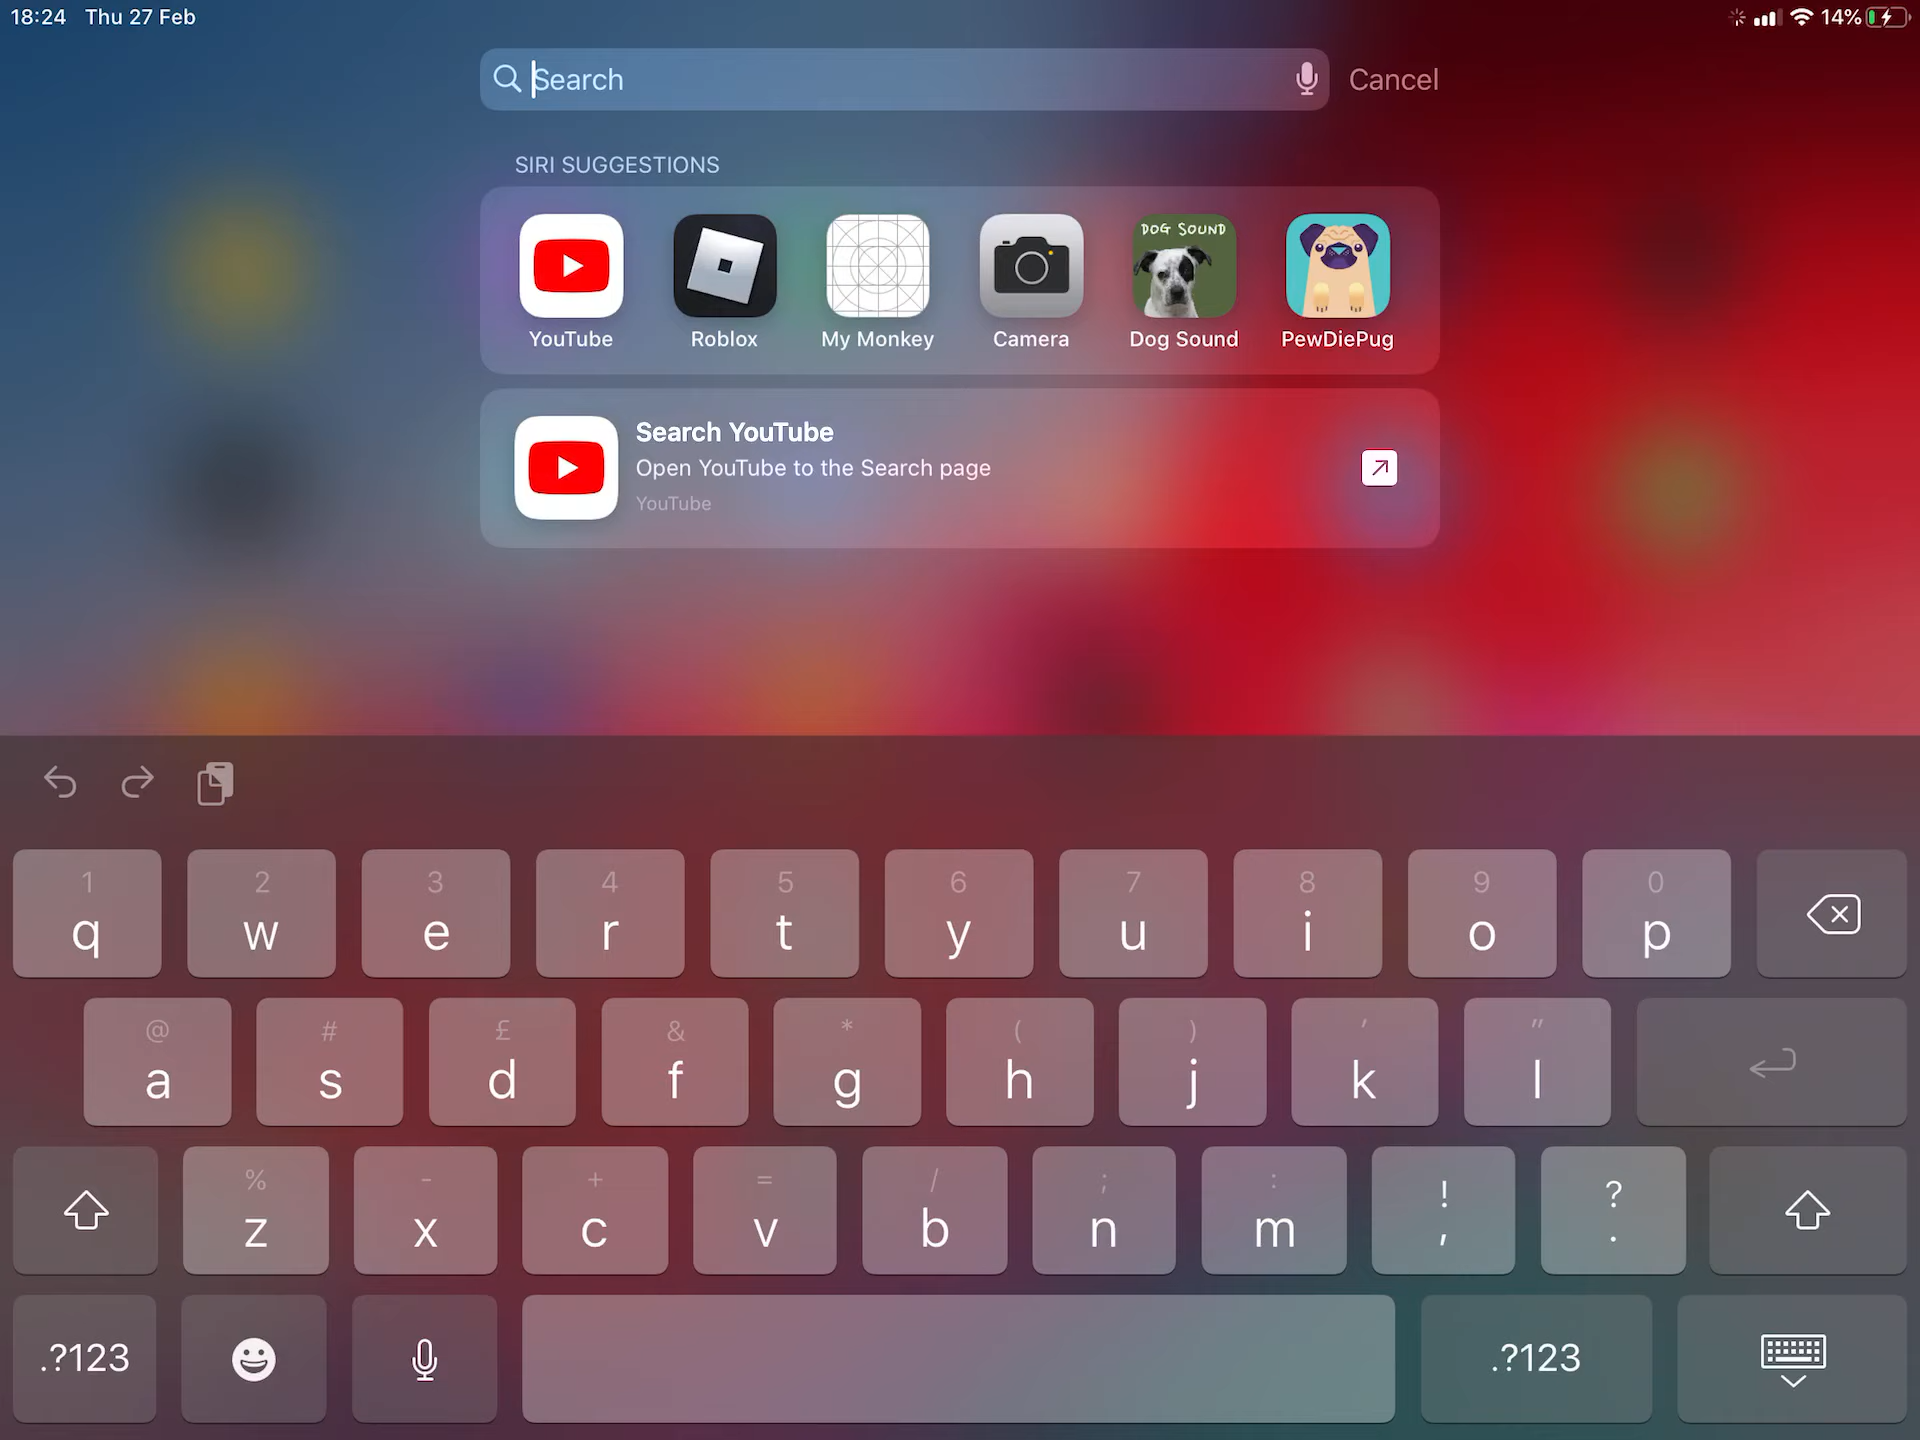 18:24 Thu 27 Feb
14%
Search
Cancel
SIRI SUGGESTIONS
DOG SOUND
YouTube Roblox My Monkey Camera Dog Sound PewDiePug
Search YouTube
Open YouTube to the Search page
YouTube
1 2 3 4 5 6 7 8 9 0
q w e r t y u i o p
@ # £ & * ( ) ' "
a s d f g h j k l
% - + = / ; : ! ?
z x c v b n m , .
.?123 .?123